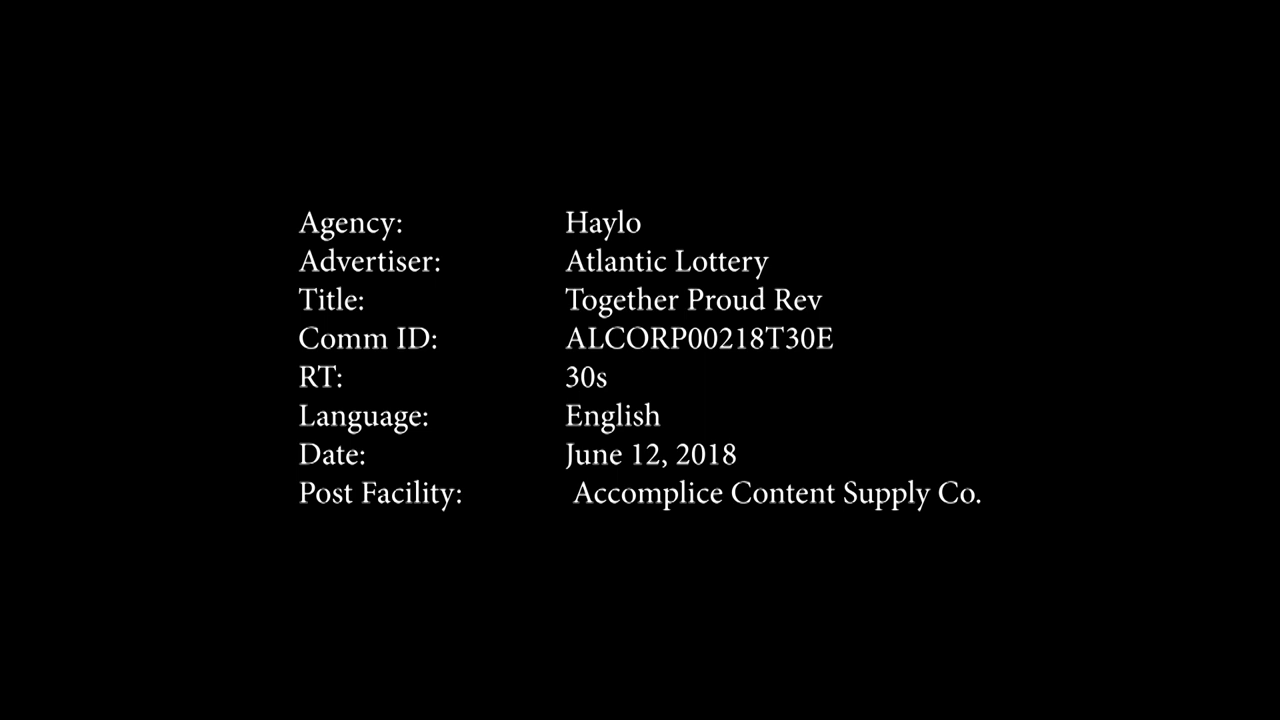 Agency: Haylo
Advertiser: Atlantic Lottery
Title: Together Proud Rev
Comm ID: ALCORP00218T30E
RT: 30s
Language: English
Date: June 12, 2018
Post Facility: Accomplice Content Supply Co.